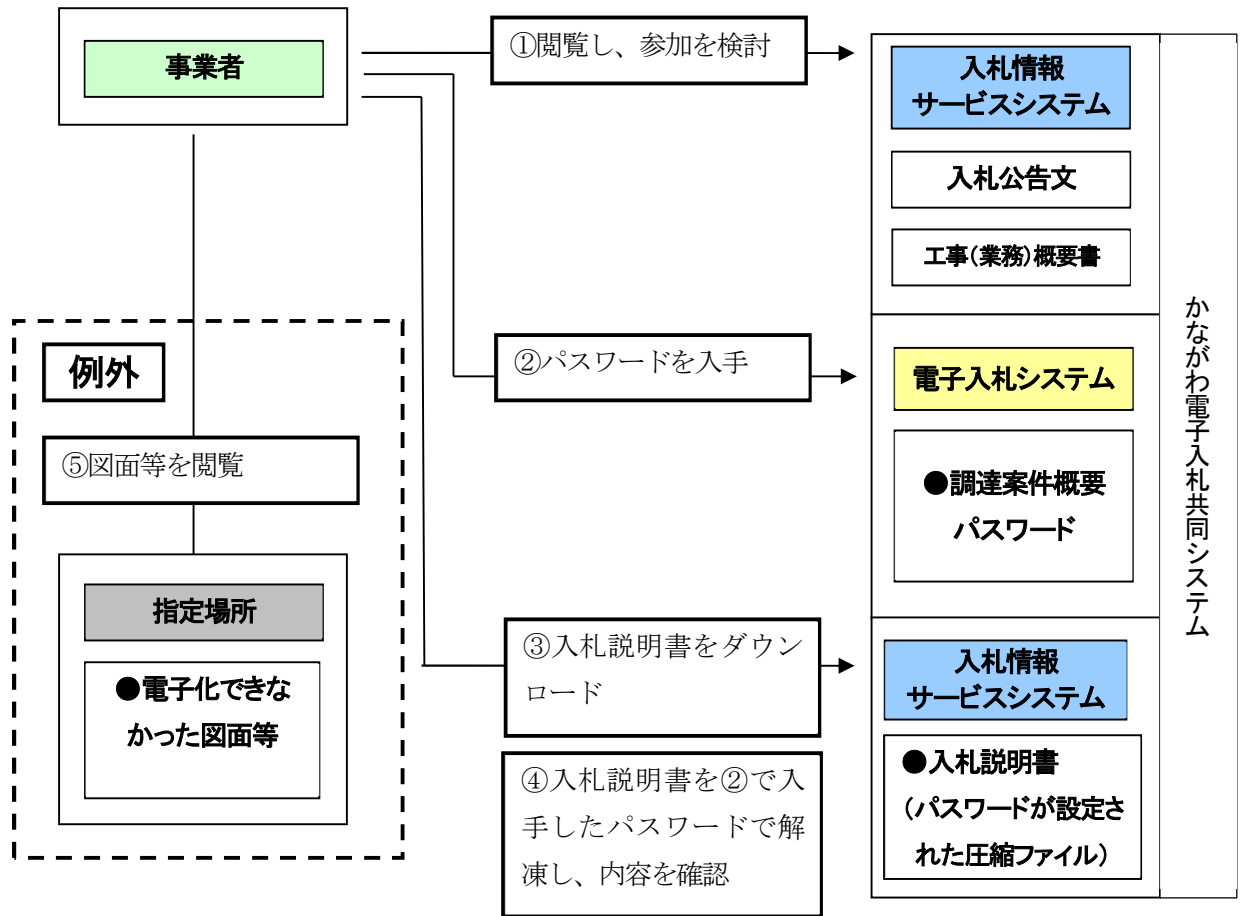 事業者
①閲覧し、参加を検討
入札情報
サービスシステム
入札公告文
工事(業務)概要書
②パスワードを入手
電子入札システム
●調達案件概要
パスワード
例外
⑤図面等を閲覧
指定場所
●電子化できな
かった図面等
③入札説明書をダウン
ロード
④入札説明書を②で入
手したパスワードで解
凍し、内容を確認
入札情報
サービスシステム
●入札説明書
(パスワードが設定さ
れた圧縮ファイル)
かながわ電子入札共同システム